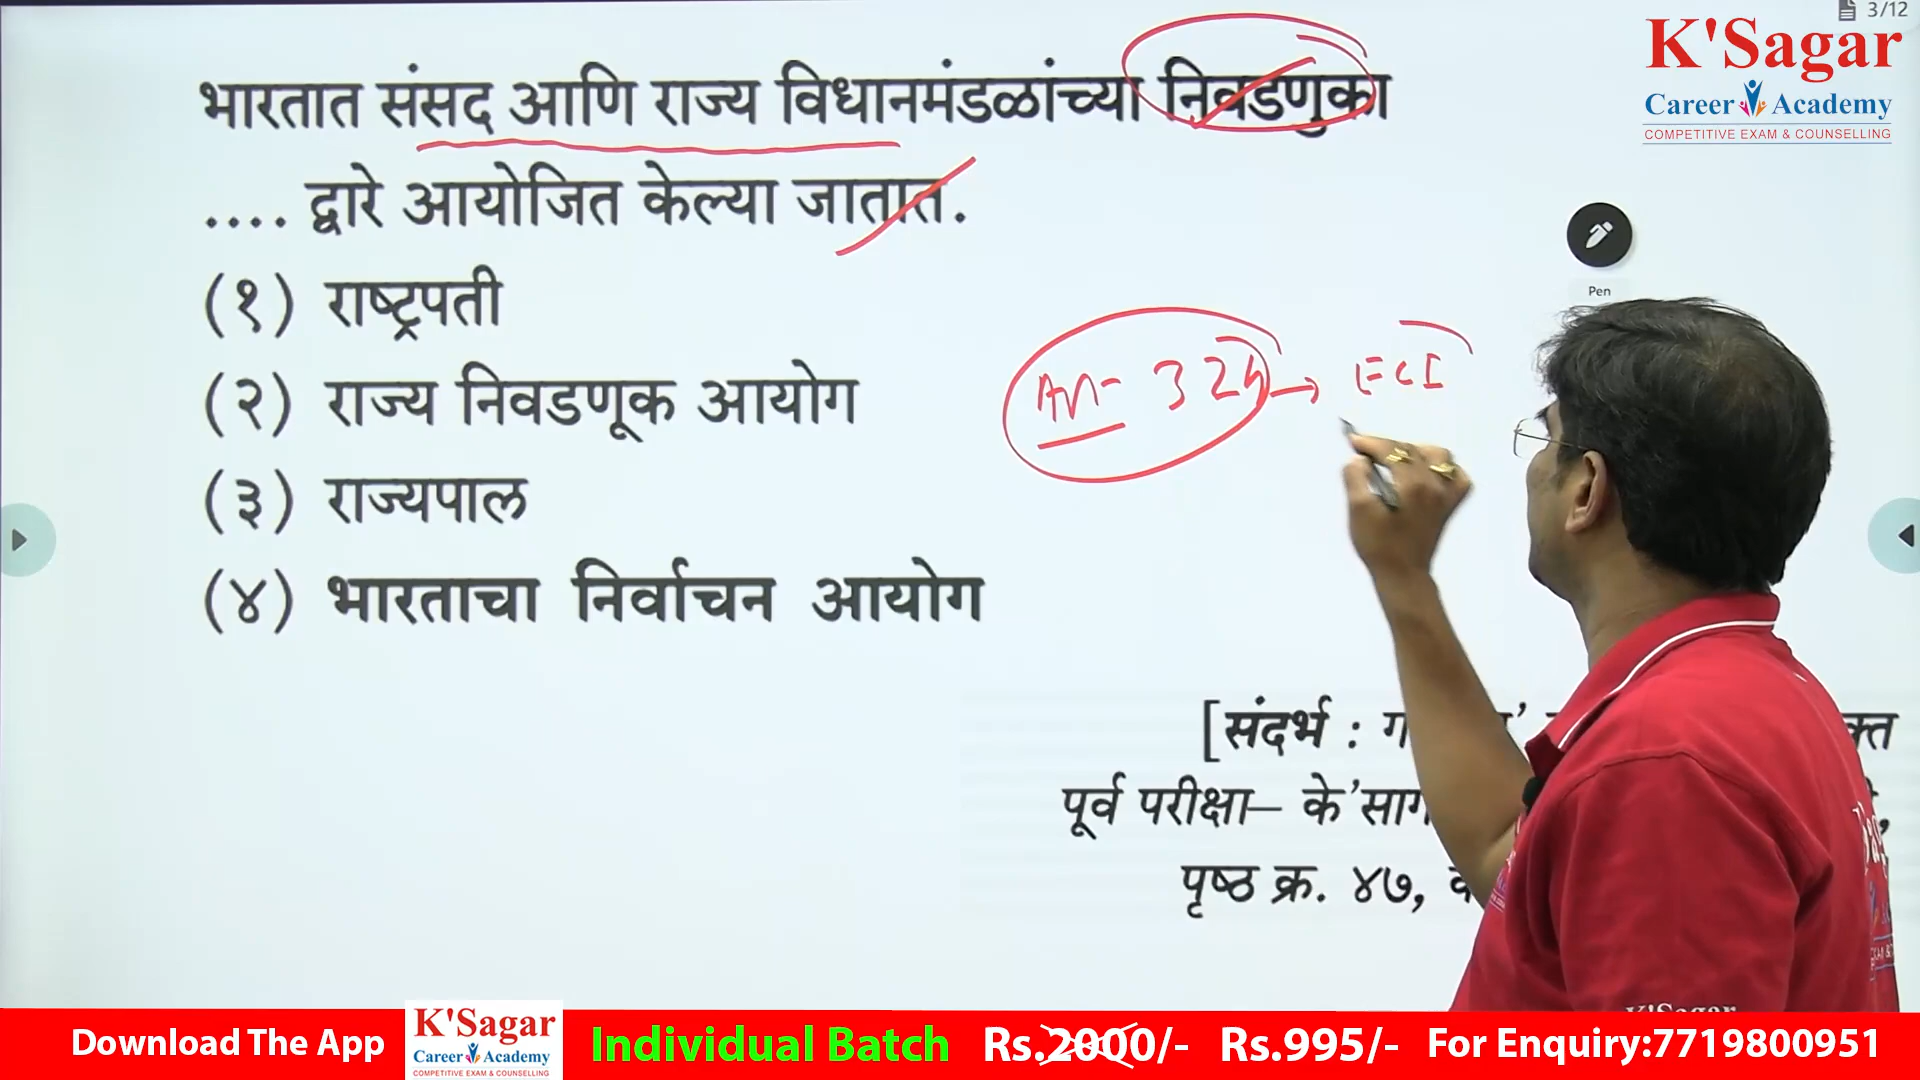 3/12
K'Sagar
Career Academy
COMPETITIVE EXAM & COUNSELLING
भारतात संसद आणि राज्य विधानमंडळांच्या निवडणुका
.... द्वारे आयोजित केल्या जातात.
Pen
(१) राष्ट्रपती
Art- 324 → ECI
(२) राज्य निवडणूक आयोग
(३) राज्यपाल
(४) भारताचा निर्वाचन आयोग
[संदर्भ :
पूर्व परीक्षा– के'साग
पृष्ठ क्र. ४७,
K'Sagar
Download The App
K'Sagar
Career Academy
COMPETITIVE EXAM & COUNSELLING
Individual Batch Rs.2000/- Rs.995/- For Enquiry:7719800951